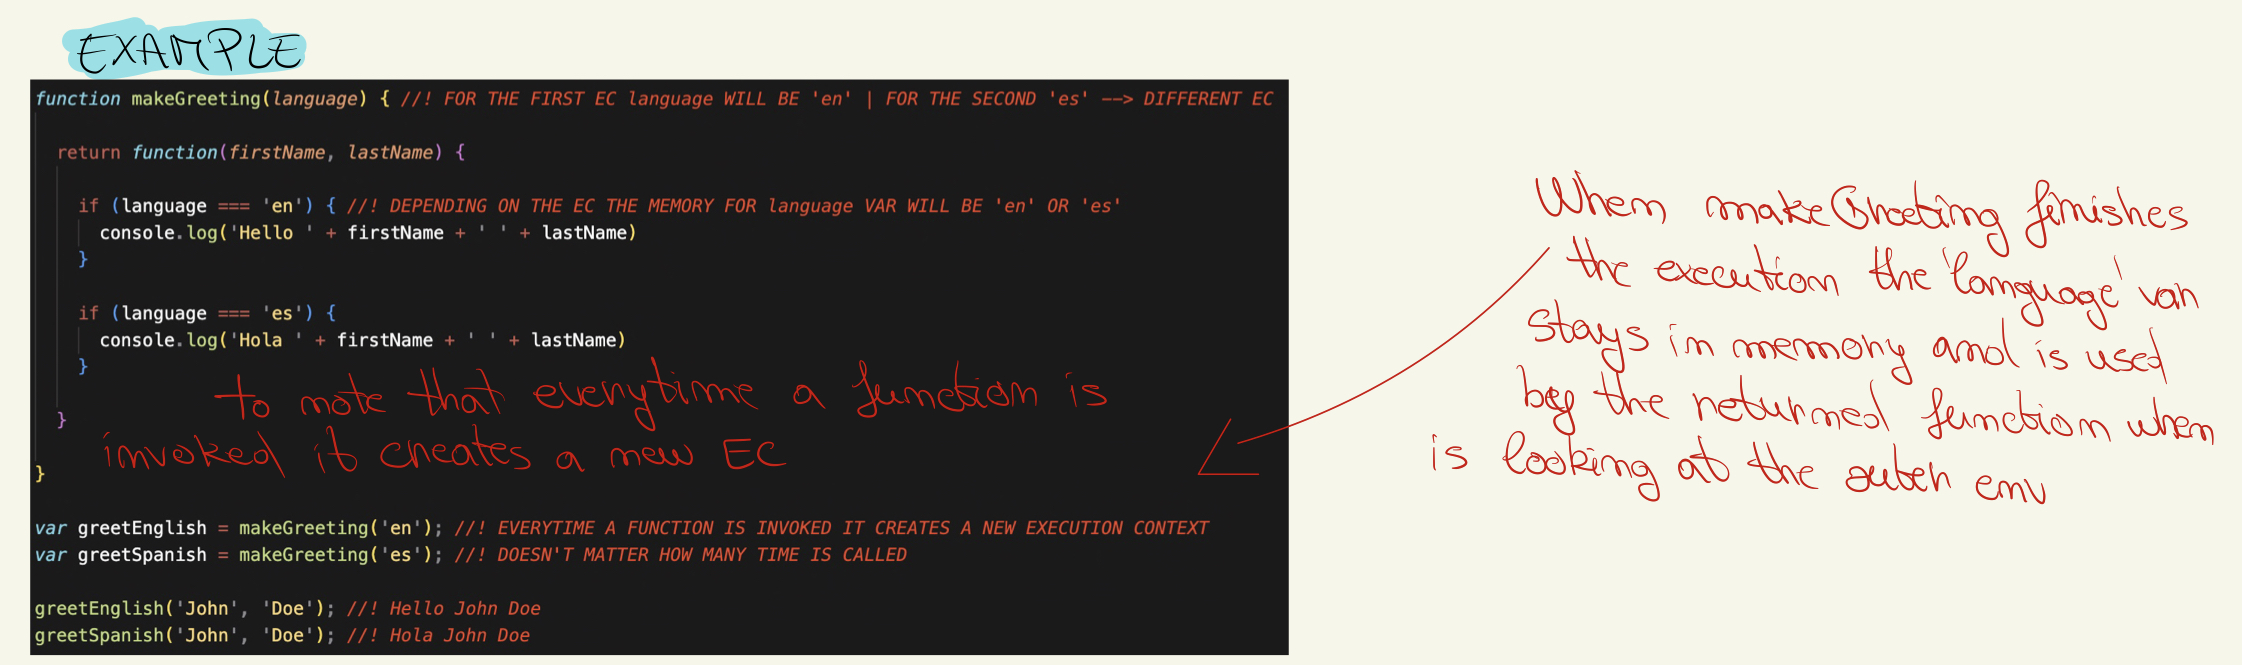 EXAMPLE
function makeGreeting(language) { //! FOR THE FIRST EC language WILL BE 'en' | FOR THE SECOND 'es' --> DIFFERENT EC
return function(firstName, lastName) {
if (language === 'en') { //! DEPENDING ON THE EC THE MEMORY FOR language VAR WILL BE 'en' OR 'es'
console.log('Hello ' + firstName + ' ' + lastName)
}
if (language === 'es') {
console.log('Hola ' + firstName + ' ' + lastName)
}
to note that everytime a function is
}
invoked it creates a new EC
}
var greetEnglish = makeGreeting('en'); //! EVERYTIME A FUNCTION IS INVOKED IT CREATES A NEW EXECUTION CONTEXT
var greetSpanish = makeGreeting('es'); //! DOESN'T MATTER HOW MANY TIME IS CALLED
greetEnglish('John', 'Doe'); //! Hello John Doe
greetSpanish('John', 'Doe'); //! Hola John Doe
When makeGreeting finishes
the execution the 'language' var
stays in memory and is used
by the returned function when
is looking at the outer env